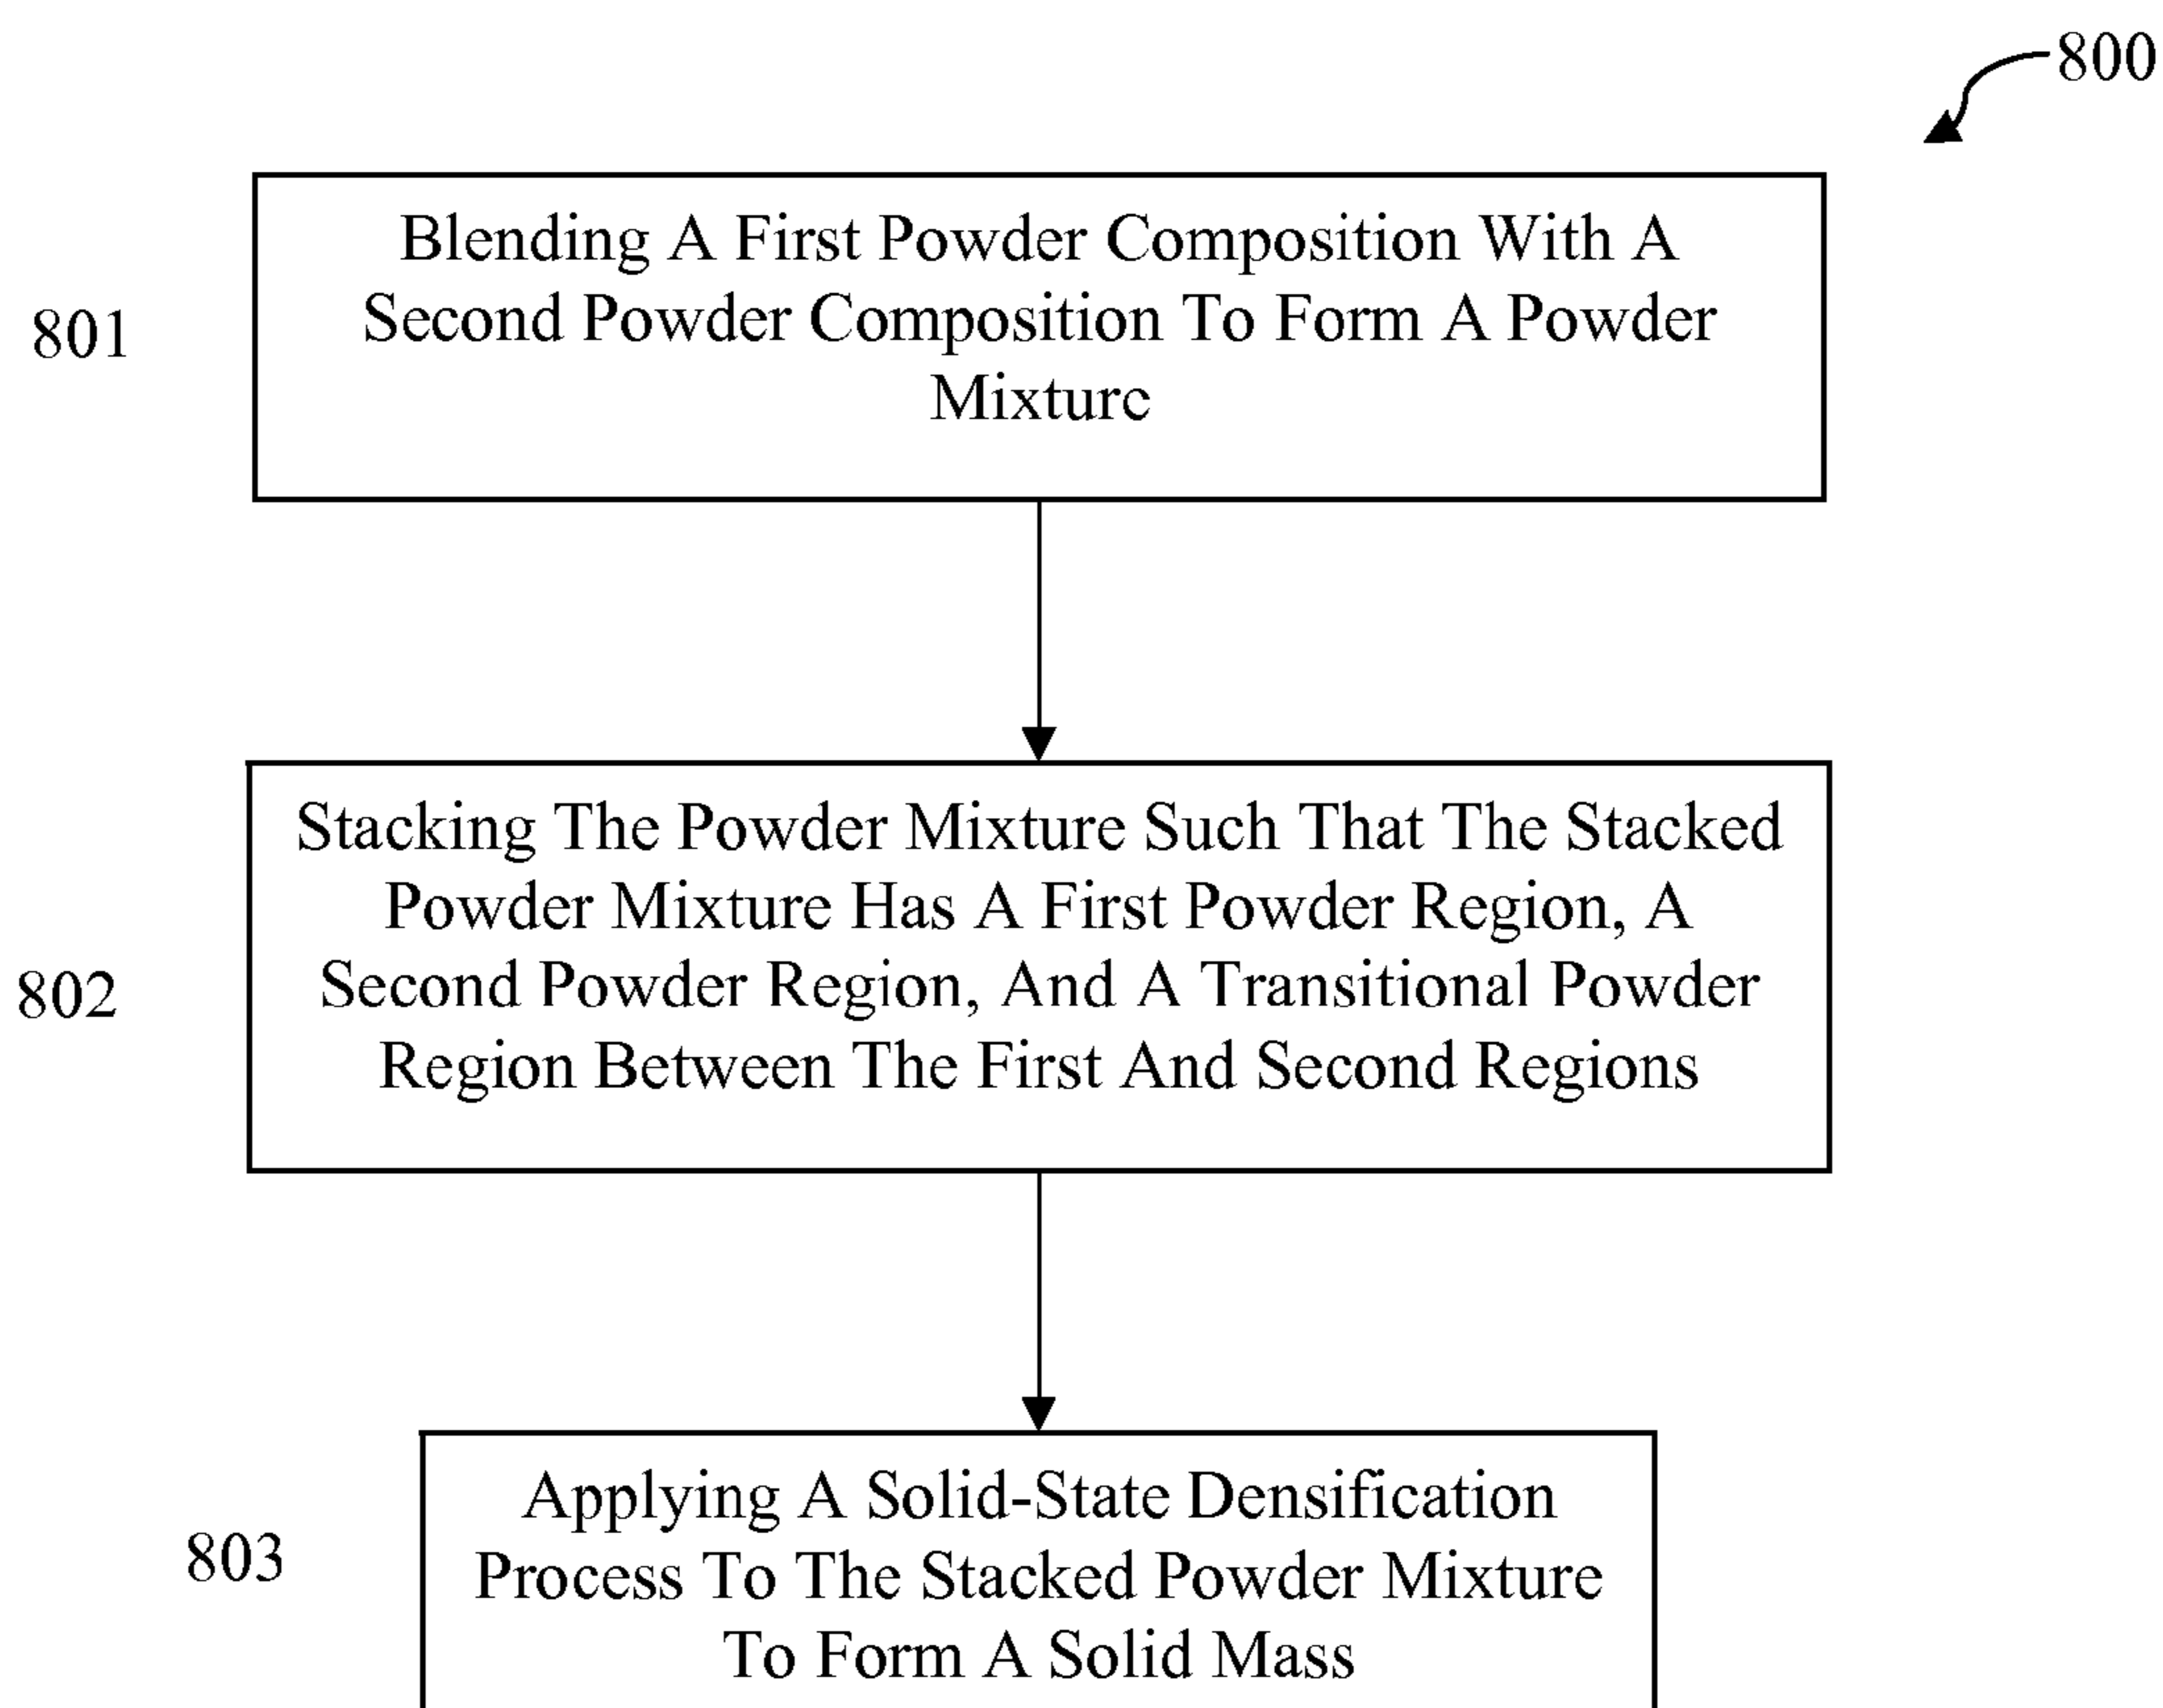 800
Blending A First Powder Composition With A
Second Powder Composition To Form A Powder
Mixture
801
Stacking The Powder Mixture Such That The Stacked
Powder Mixture Has A First Powder Region, A
Second Powder Region, And A Transitional Powder
Region Between The First And Second Regions
802
Applying A Solid-State Densification
Process To The Stacked Powder Mixture
To Form A Solid Mass
803